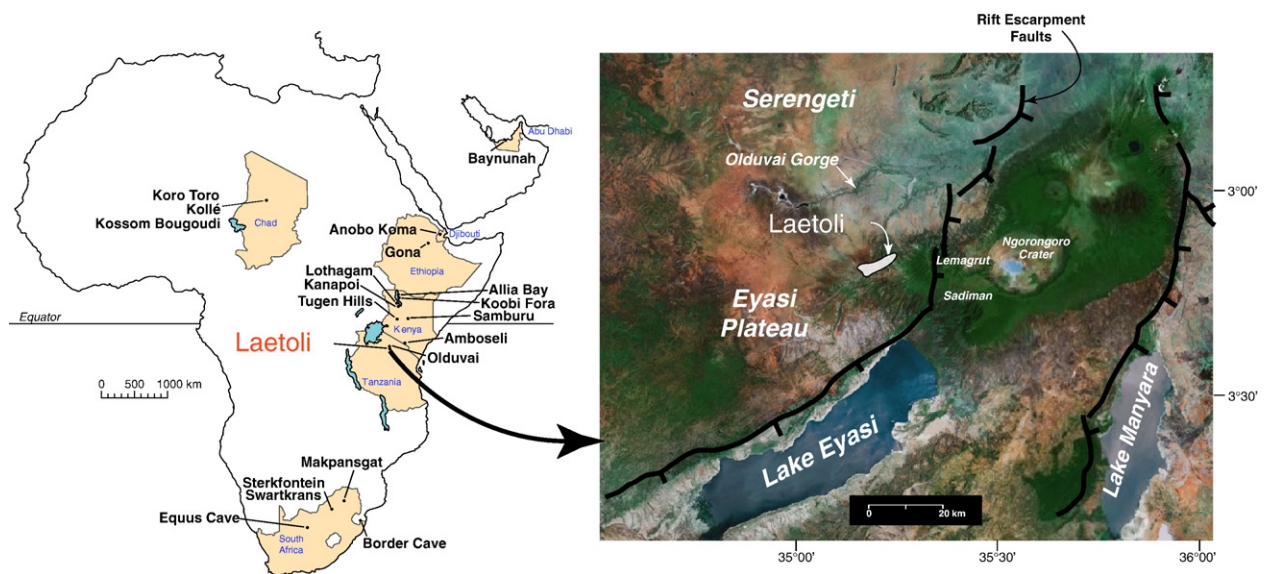 Abu Dhabi
Baynunah
Koro Toro
Kollé
Kossom Bougoudi
Chad
Anobo Koma
Djibouti
Gona
Ethiopia
Lothagam
Kanapoi
Tugen Hills
Allia Bay
Koobi Fora
Samburu
Equator
Kenya
Laetoli
Amboseli
Olduvai
Tanzania
0 500 1000 km
Makpansgat
Sterkfontein
Swartkrans
Equus Cave
South
Africa
Border Cave
Rift Escarpment
Faults
Serengeti
Olduvai Gorge
3°00'
Laetoli
Ngorongoro
Crater
Lemagrut
Sadiman
Eyasi
Plateau
3°30'
Lake Eyasi
Lake Manyara
0 20 km
35°00'
35°30'
36°00'